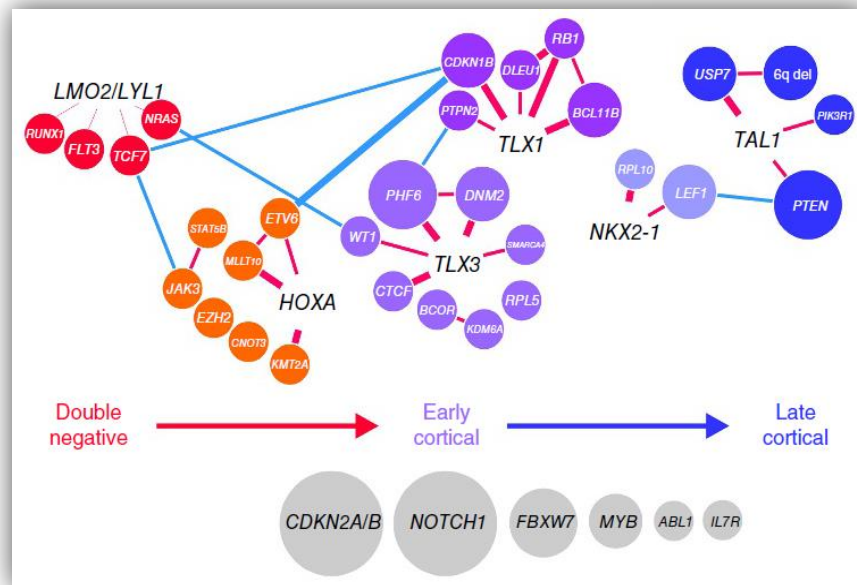 LMO2/LYL1
RUNX1
FLT3
TCF7
NRAS
CDKN1B
DLEU1
RB1
PTPN2
BCL11B
TLX1
USP7
6q del
PIK3R1
TAL1
PTEN
RPL10
LEF1
NKX2-1
PHF6
DNM2
WT1
SMARCA4
TLX3
CTCF
BCOR
KDM6A
RPL5
ETV6
STAT5B
MLLT10
JAK3
HOXA
EZH2
CNOT3
KMT2A
Double
negative
Early
cortical
Late
cortical
CDKN2A/B
NOTCH1
FBXW7
MYB
ABL1
IL7R